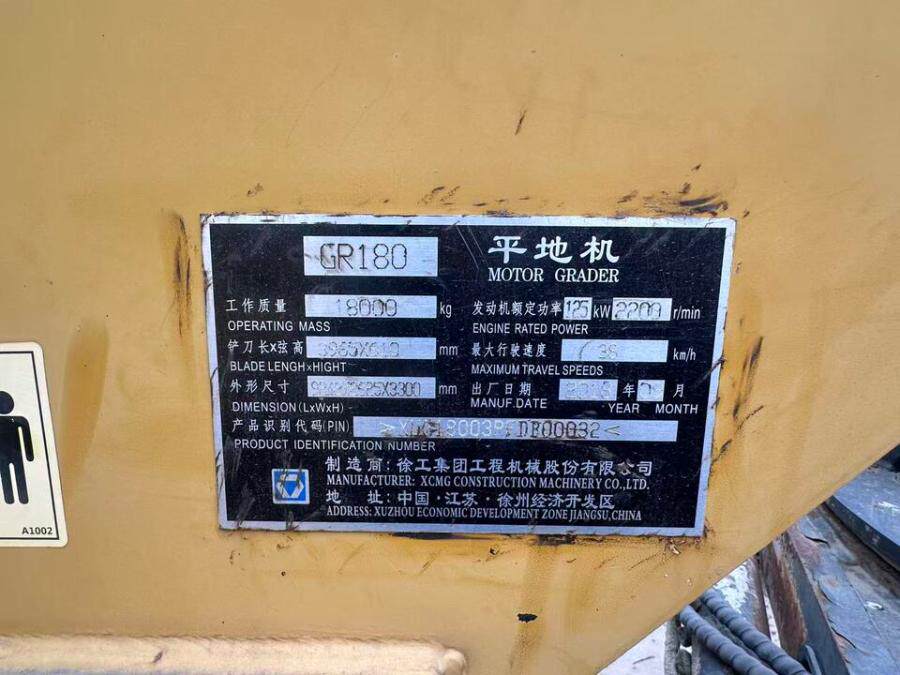 GR180
平地机
MOTOR GRADER
工作质量 18000 kg
OPERATING MASS
发动机额定功率 125 kW 2200 r/min
ENGINE RATED POWER
铲刀长x弦高 3965X610 mm
BLADE LENGHxHIGHT
最大行驶速度 km/h
MAXIMUM TRAVEL SPEEDS
外形尺寸 mm
DIMENSION(LxWxH)
出厂日期 年 月
MANUF.DATE YEAR MONTH
产品识别代码(PIN)
PRODUCT IDENTIFICATION NUMBER
制造商:徐工集团工程机械股份有限公司
MANUFACTURER: XCMG CONSTRUCTION MACHINERY CO.,LTD.
地 址:中国·江苏·徐州经济开发区
ADDRESS: XUZHOU ECONOMIC DEVELOPMENT ZONE JIANGSU,CHINA
A1002